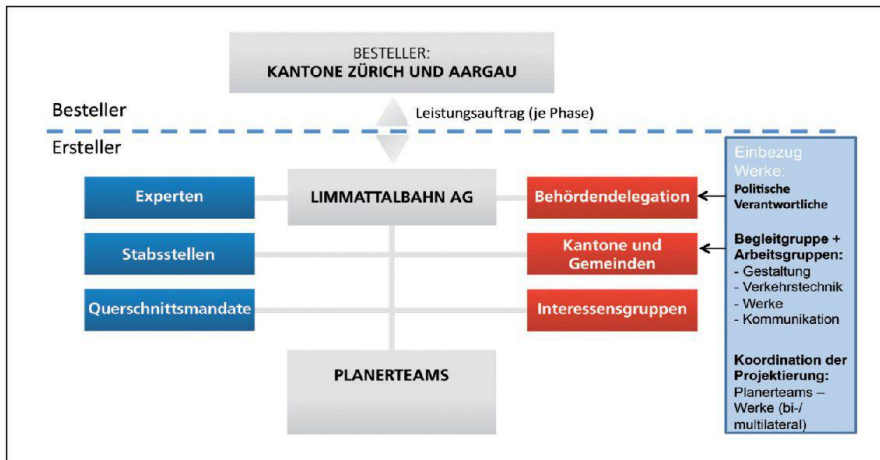 BESTELLER:
KANTONE ZÜRICH UND AARGAU
Besteller
Leistungsauftrag (je Phase)
Ersteller
Experten
LIMMATTALBAHN AG
Behördendelegation
Stabsstellen
Kantone und
Gemeinden
Querschnittsmandate
Interessensgruppen
PLANERTEAMS
Einbezug
Werke:
Politische
Verantwortliche
Begleitgruppe +
Arbeitsgruppen:
- Gestaltung
- Verkehrstechnik
- Werke
- Kommunikation
Koordination der
Projektierung:
Planerteams –
Werke (bi-/
multilateral)